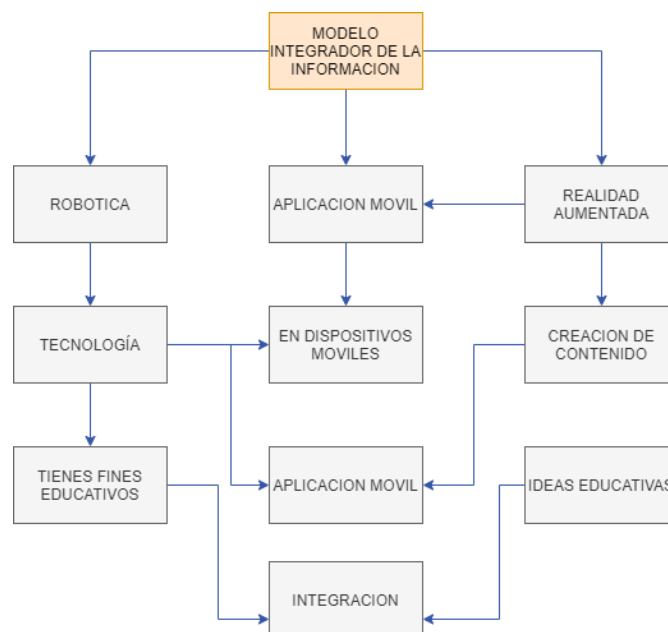 MODELO
INTEGRADOR DE LA
INFORMACION
ROBOTICA
APLICACION MOVIL
REALIDAD
AUMENTADA
TECNOLOGÍA
EN DISPOSITIVOS
MOVILES
CREACION DE
CONTENIDO
TIENES FINES
EDUCATIVOS
APLICACION MOVIL
IDEAS EDUCATIVAS
INTEGRACION